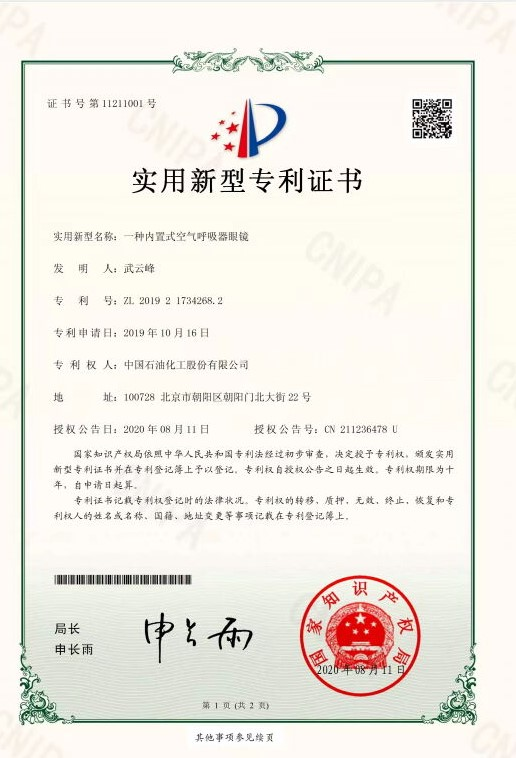 证书号第11211001号
实用新型专利证书
实用新型名称：一种内置式空气呼吸器眼镜
发明人：武云峰
专利号：ZL 2019 2 1734268.2
专利申请日：2019年10月16日
专利权人：中国石油化工股份有限公司
地址：100728 北京市朝阳区朝阳门北大街22号
授权公告日：2020年08月11日 授权公告号：CN 211236478 U
国家知识产权局依照中华人民共和国专利法经过初步审查，决定授予专利权，颁发实用
新型专利证书并在专利登记簿上予以登记。专利权自授权公告之日起生效。专利权期限为十
年，自申请日起算。
专利证书记载专利权登记时的法律状况。专利权的转移、质押、无效、终止、恢复和专
利权人的姓名或名称、国籍、地址变更等事项记载在专利登记簿上。
局长
申长雨
申长雨
国家知识产权局
2020年08月11日
第 1 页 (共 2 页)
其他事项参见续页
CNIPA
CNIPA
CNIPA